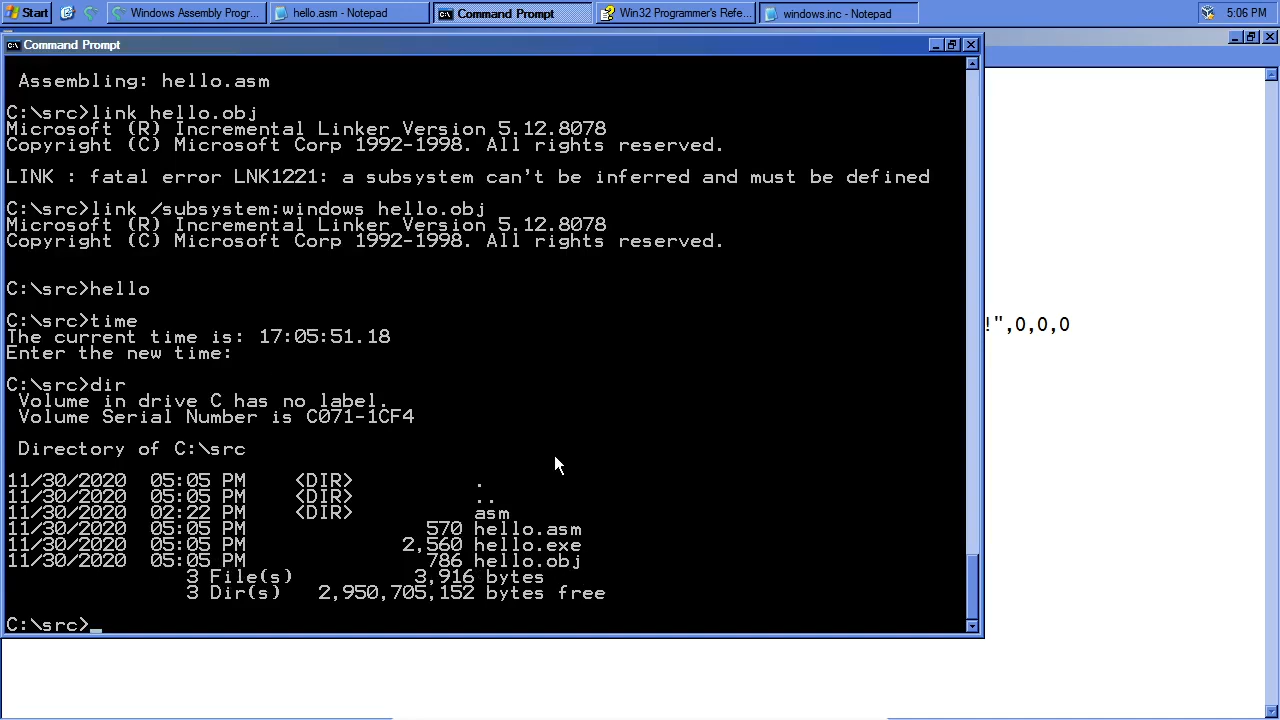 Start
Windows Assembly Progr...
hello.asm - Notepad
Command Prompt
Win32 Programmer's Refe...
windows.inc - Notepad
5:06 PM
Command Prompt
Assembling: hello.asm
C:\src>link hello.obj
Microsoft (R) Incremental Linker Version 5.12.8078
Copyright (C) Microsoft Corp 1992-1998. All rights reserved.
LINK : fatal error LNK1221: a subsystem can't be inferred and must be defined
C:\src>link /subsystem:windows hello.obj
Microsoft (R) Incremental Linker Version 5.12.8078
Copyright (C) Microsoft Corp 1992-1998. All rights reserved.
C:\src>hello
C:\src>time
The current time is: 17:05:51.18
Enter the new time:
!",0,0,0
C:\src>dir
Volume in drive C has no label.
Volume Serial Number is C071-1CF4
Directory of C:\src
11/30/2020 05:05 PM <DIR> .
11/30/2020 05:05 PM <DIR> ..
11/30/2020 02:22 PM <DIR> asm
11/30/2020 05:05 PM 570 hello.asm
11/30/2020 05:05 PM 2,560 hello.exe
11/30/2020 05:05 PM 786 hello.obj
3 File(s) 3,916 bytes
3 Dir(s) 2,950,705,152 bytes free
C:\src>_